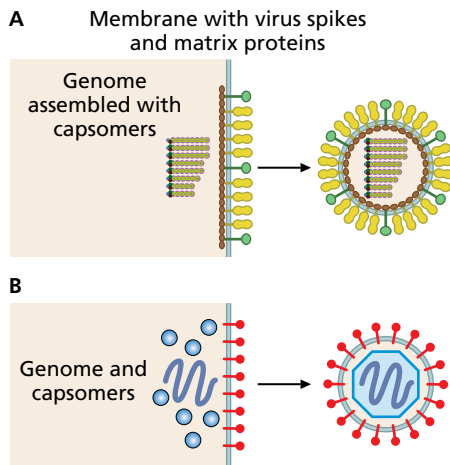 A
Membrane with virus spikes
and matrix proteins
Genome
assembled with
capsomers
B
Genome and
capsomers